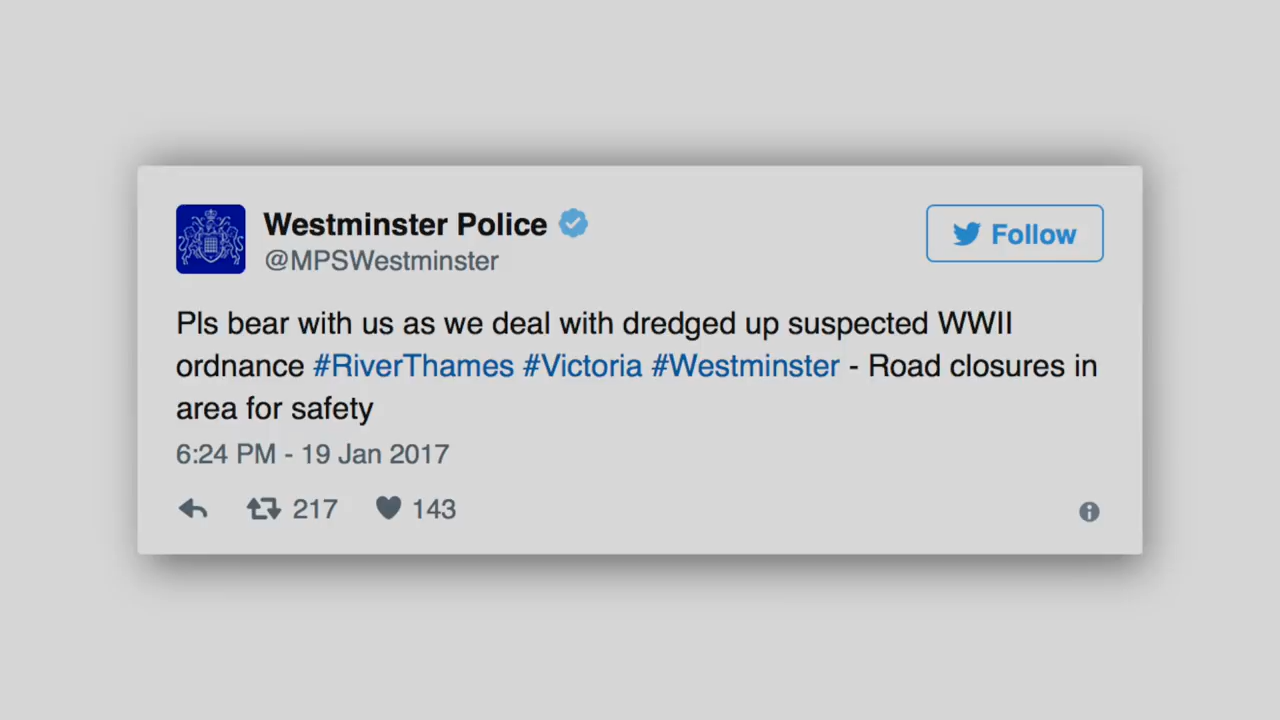 Westminster Police
@MPSWestminster
Follow
Pls bear with us as we deal with dredged up suspected WWII
ordnance #RiverThames #Victoria #Westminster - Road closures in
area for safety
6:24 PM - 19 Jan 2017
217 143